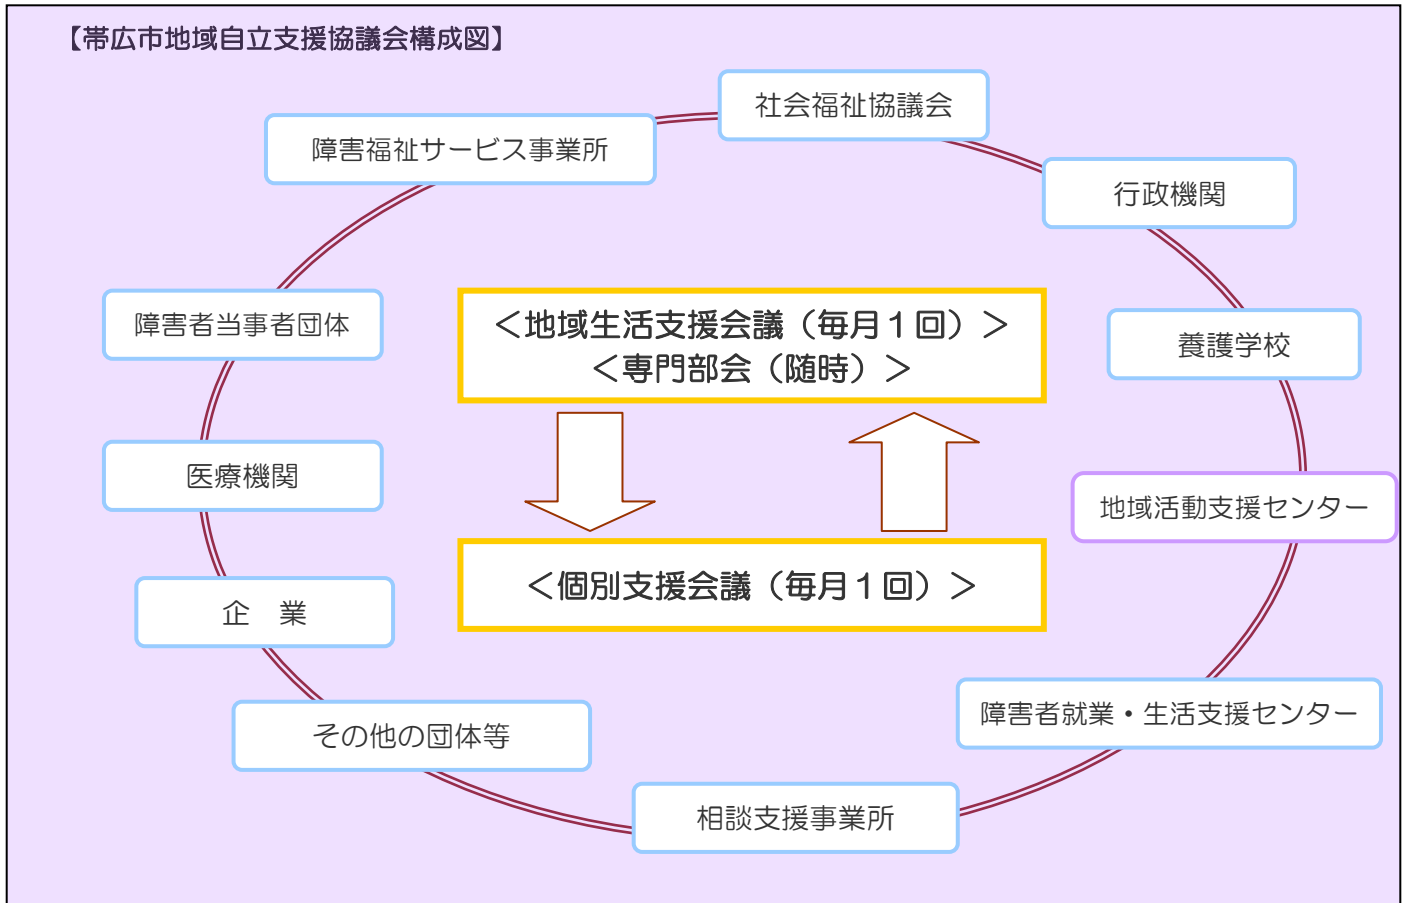 【帯広市地域自立支援協議会構成図】
社会福祉協議会
障害福祉サービス事業所
行政機関
障害者当事者団体
＜地域生活支援会議（毎月１回）＞
＜専門部会（随時）＞
養護学校
医療機関
地域活動支援センター
＜個別支援会議（毎月１回）＞
企　業
その他の団体等
障害者就業・生活支援センター
相談支援事業所